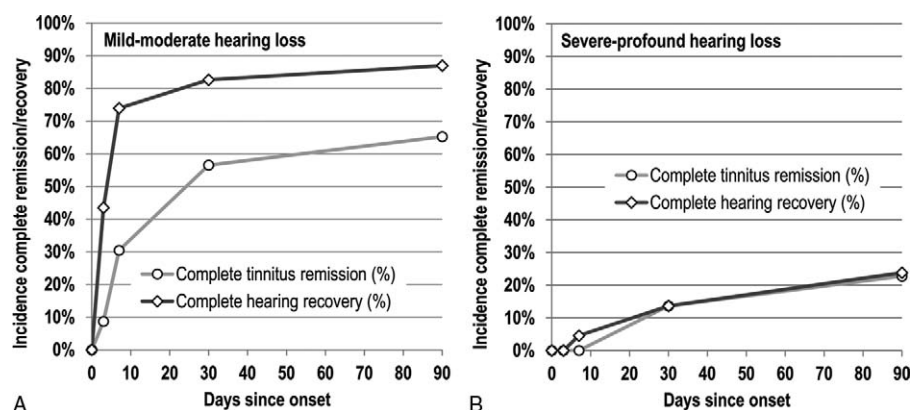 Mild-moderate hearing loss
Incidence complete remission/recovery
100%
90%
80%
70%
60%
50%
40%
30%
20%
10%
0%
Complete tinnitus remission (%)
Complete hearing recovery (%)
0 10 20 30 40 50 60 70 80 90
Days since onset
A
Severe-profound hearing loss
Incidence complete remission/recovery
100%
90%
80%
70%
60%
50%
40%
30%
20%
10%
0%
Complete tinnitus remission (%)
Complete hearing recovery (%)
0 10 20 30 40 50 60 70 80 90
Days since onset
B